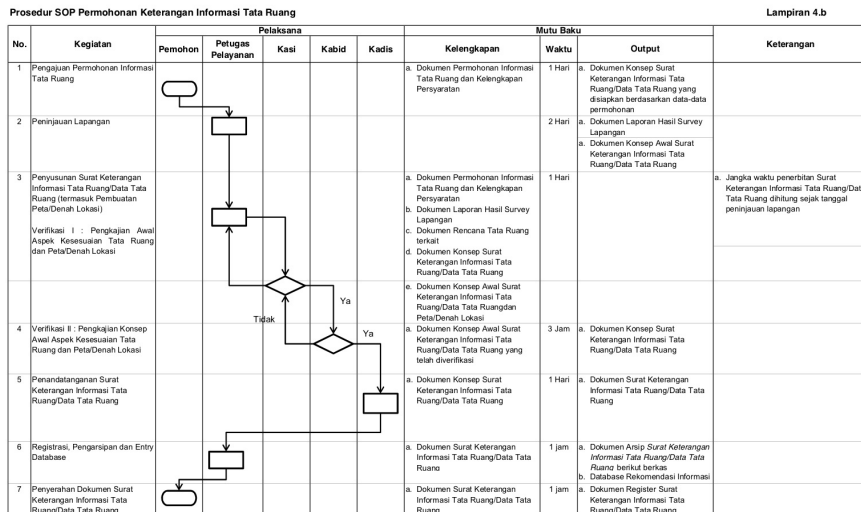 Prosedur SOP Permohonan Keterangan Informasi Tata Ruang
Lampiran 4.b
No.
Kegiatan
Pelaksana
Pemohon
Petugas
Pelayanan
Kasi
Kabid
Kadis
Mutu Baku
Kelengkapan
Waktu
Output
Keterangan
1
Pengajuan Permohonan Informasi
Tata Ruang
a. Dokumen Permohonan Informasi
Tata Ruang dan Kelengkapan
Persyaratan
1 Hari
a. Dokumen Konsep Surat
Keterangan Informasi Tata
Ruang/Data Tata Ruang yang
disiapkan berdasarkan data-data
permohonan
2
Peninjauan Lapangan
2 Hari
a. Dokumen Laporan Hasil Survey
Lapangan
a. Dokumen Konsep Awal Surat
Keterangan Informasi Tata
Ruang/Data Tata Ruang
3
Penyusunan Surat Keterangan
Informasi Tata Ruang/Data Tata
Ruang (termasuk Pembuatan
Peta/Denah Lokasi)
Verifikasi I : Pengkajian Awal
Aspek Kesesuaian Tata Ruang
dan Peta/Denah Lokasi
a. Dokumen Permohonan Informasi
Tata Ruang dan Kelengkapan
Persyaratan
b. Dokumen Laporan Hasil Survey
Lapangan
c. Dokumen Rencana Tata Ruang
terkait
d. Dokumen Konsep Surat
Keterangan Informasi Tata
Ruang/Data Tata Ruang
1 Hari
a. Jangka waktu penerbitan Surat
Keterangan Informasi Tata Ruang/Dat
Tata Ruang dihitung sejak tanggal
peninjauan lapangan
e. Dokumen Konsep Awal Surat
Keterangan Informasi Tata
Ruang/Data Tata Ruangdan
Peta/Denah Lokasi
Ya
Tidak
4
Verifikasi II : Pengkajian Konsep
Awal Aspek Kesesuaian Tata
Ruang dan Peta/Denah Lokasi
Ya
a. Dokumen Konsep Awal Surat
Keterangan Informasi Tata
Ruang/Data Tata Ruang yang
telah diverifikasi
3 Jam
a. Dokumen Konsep Surat
Keterangan Informasi Tata
Ruang/Data Tata Ruang
5
Penandatanganan Surat
Keterangan Informasi Tata
Ruang/Data Tata Ruang
a. Dokumen Konsep Surat
Keterangan Informasi Tata
Ruang/Data Tata Ruang
1 Hari
a. Dokumen Surat Keterangan
Informasi Tata Ruang/Data Tata
Ruang
6
Registrasi, Pengarsipan dan Entry
Database
a. Dokumen Surat Keterangan
Informasi Tata Ruang/Data Tata
Ruang
1 jam
a. Dokumen Arsip Surat Keterangan
Informasi Tata Ruang/Data Tata
Ruang berikut berkas
b. Database Rekomendasi Informasi
7
Penyerahan Dokumen Surat
Keterangan Informasi Tata
Ruang/Data Tata Ruang
a. Dokumen Surat Keterangan
Informasi Tata Ruang/Data Tata
Ruang
1 jam
a. Dokumen Register Surat
Keterangan Informasi Tata
Ruang/Data Tata Ruang